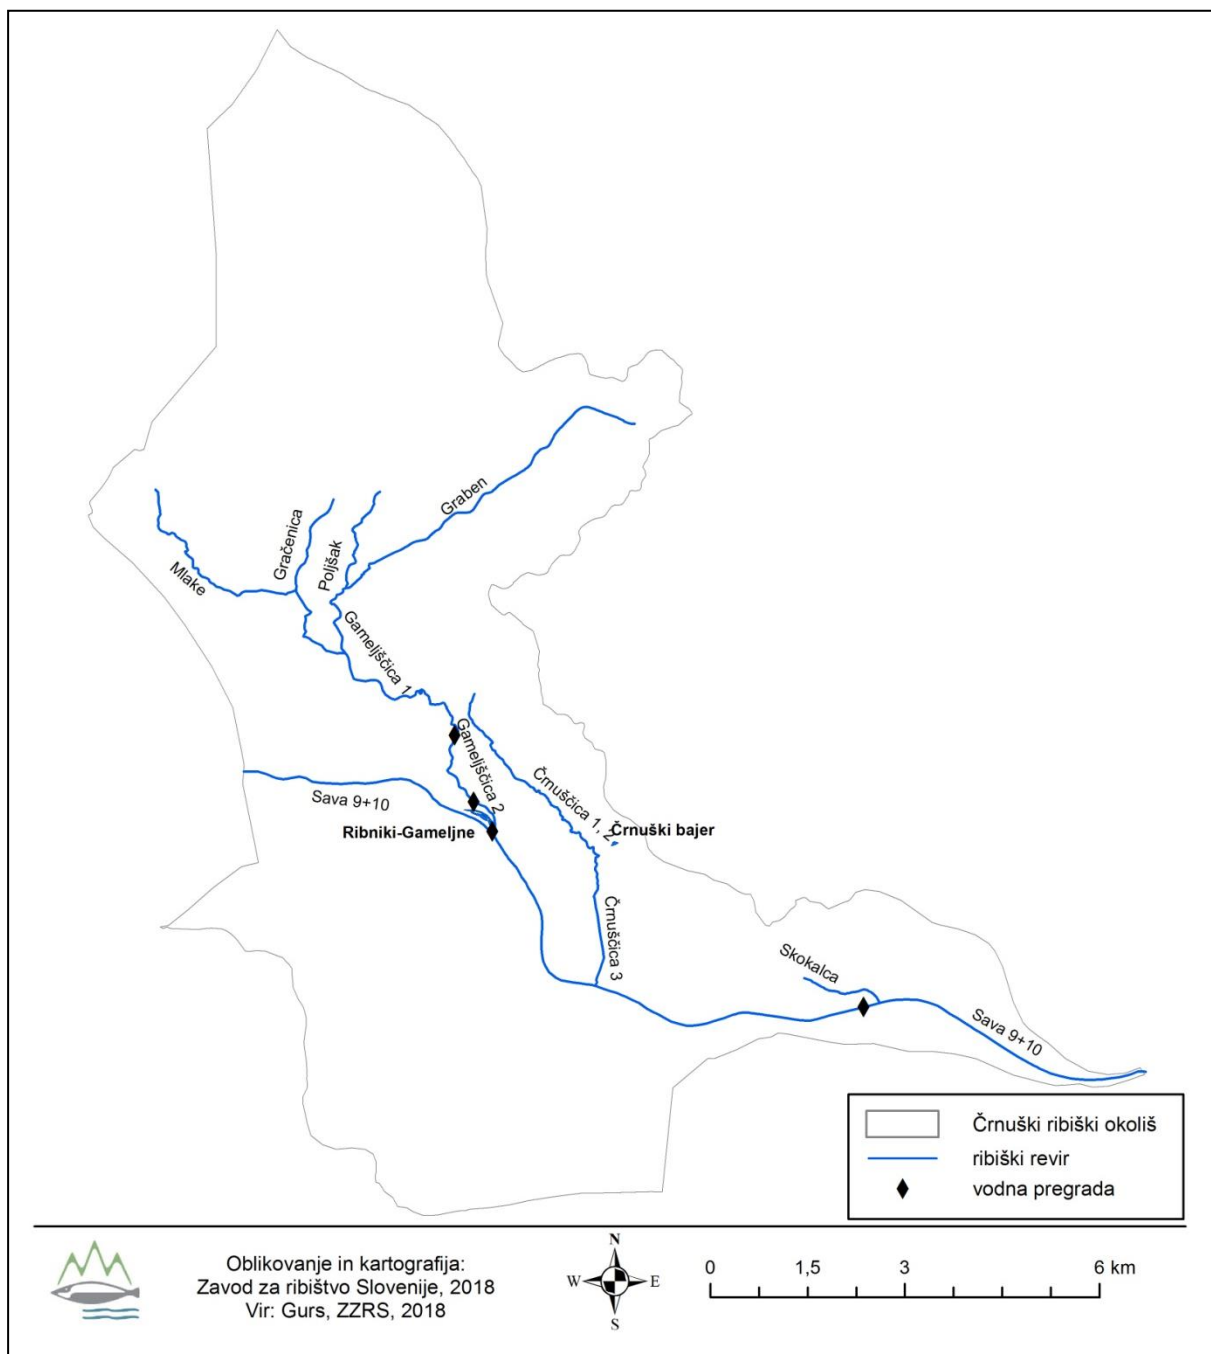 Graben
Gračenica
Poljšak
Mlake
Gameljščica 1
Gameljščica 2
Črnuščica 1, 2
Sava 9+10
Ribniki-Gameljne
Črnuški bajer
Črnuščica 3
Skokalca
Sava 9+10
Črnuški ribiški okoliš
ribiški revir
vodna pregrada
Oblikovanje in kartografija:
Zavod za ribištvo Slovenije, 2018
Vir: Gurs, ZZRS, 2018
N
W E
S
0 1,5 3 6 km